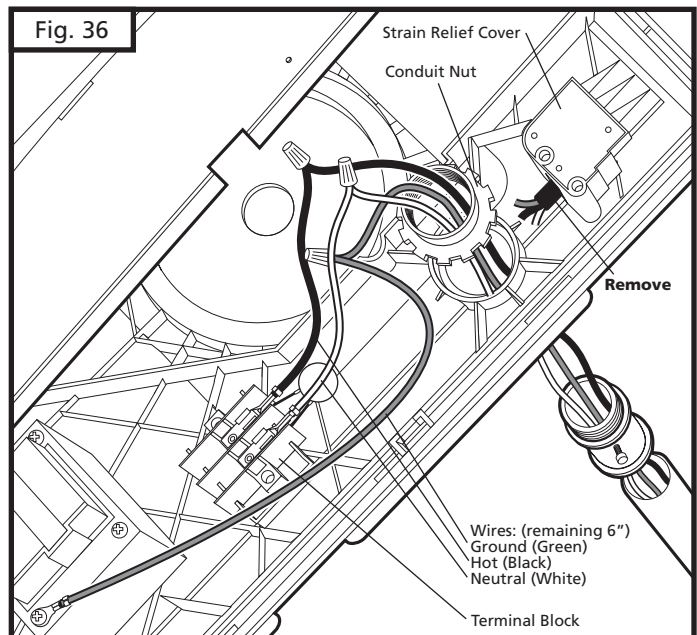 Fig. 36
Strain Relief Cover
Conduit Nut
Remove
Wires: (remaining 6”)
Ground (Green)
Hot (Black)
Neutral (White)
Terminal Block